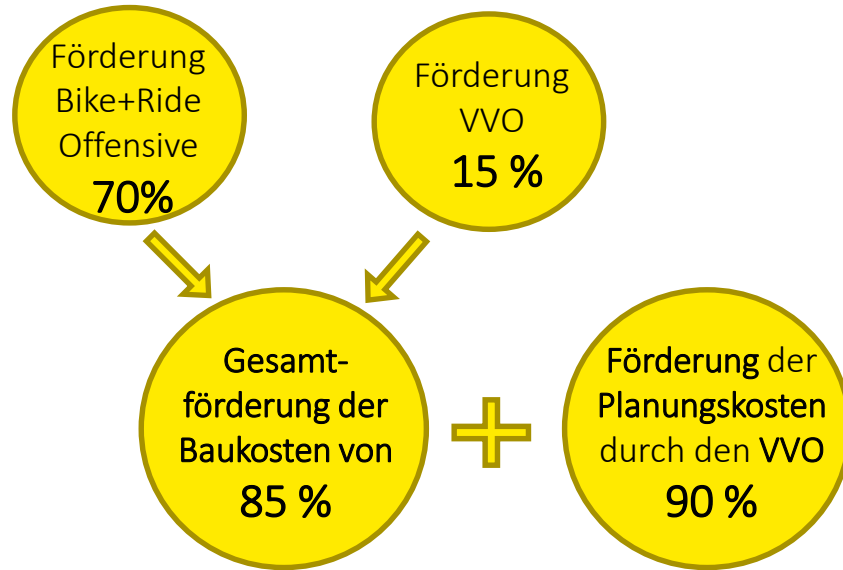 Förderung
Bike+Ride
Offensive
70%
Förderung
VVO
15 %
Gesamt-
förderung der
Baukosten von
85 %
Förderung der
Planungskosten
durch den VVO
90 %